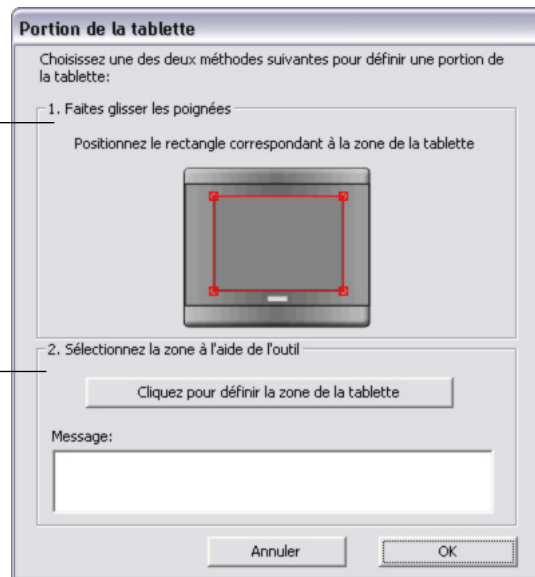 Portion de la tablette
Choisissez une des deux méthodes suivantes pour définir une portion de
la tablette:
1. Faites glisser les poignées
Positionnez le rectangle correspondant à la zone de la tablette
2. Sélectionnez la zone à l'aide de l'outil
Cliquez pour définir la zone de la tablette
Message:
Annuler
OK